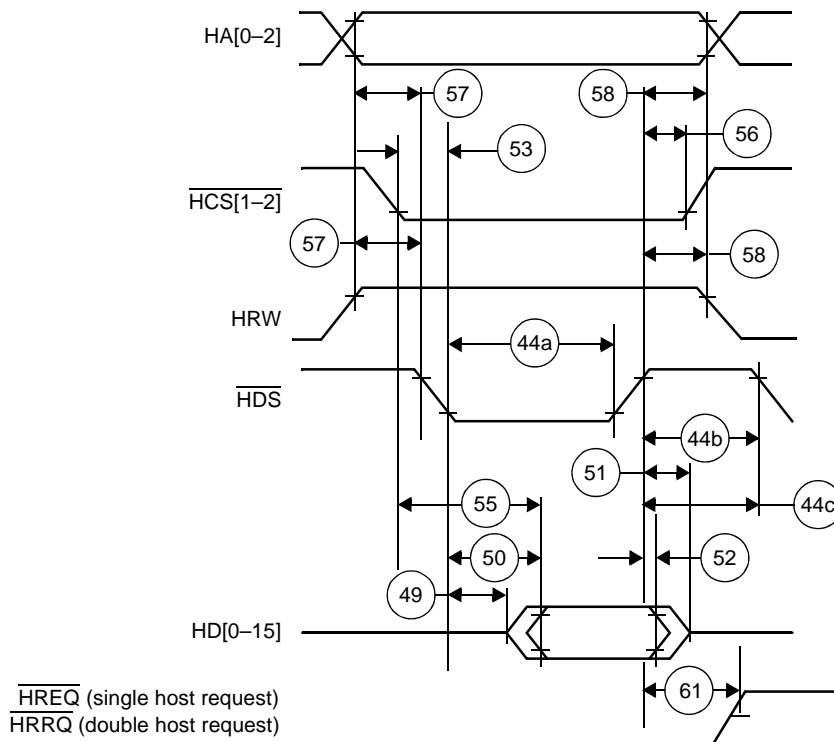 HA[0–2]
57
58
53
56
HCS[1–2]
57
58
HRW
44a
HDS
44b
51
55
44c
50
52
49
HD[0–15]
61
HREQ (single host request)
HRRQ (double host request)